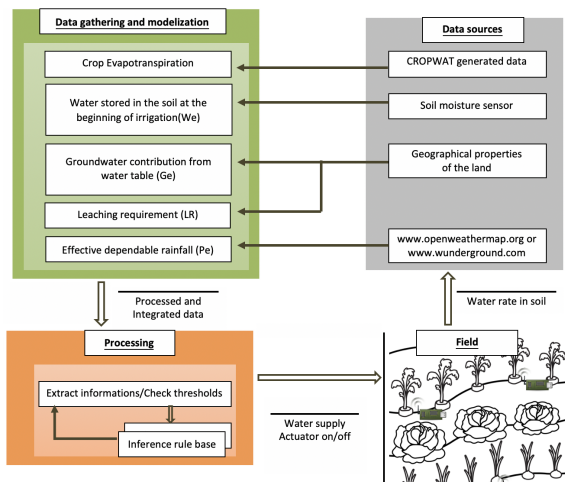 Data gathering and modelization
Crop Evapotranspiration
Water stored in the soil at the
beginning of irrigation(We)
Groundwater contribution from
water table (Ge)
Leaching requirement (LR)
Effective dependable rainfall (Pe)
Data sources
CROPWAT generated data
Soil moisture sensor
Geographical properties
of the land
www.openweathermap.org or
www.wunderground.com
Processed and
Integrated data
Water rate in soil
Processing
Extract informations/Check thresholds
Inference rule base
Water supply
Actuator on/off
Field